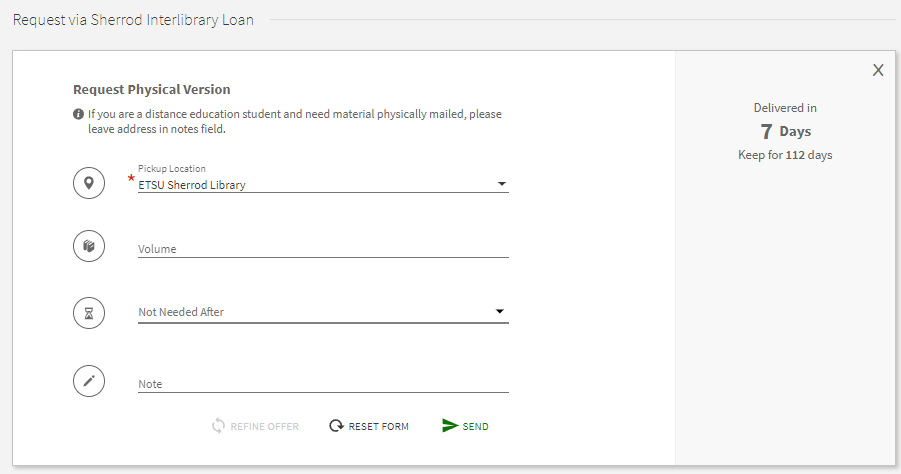 Request via Sherrod Interlibrary Loan
X
Request Physical Version
If you are a distance education student and need material physically mailed, please
leave address in notes field.
Delivered in
7 Days
Keep for 112 days
Pickup Location
* ETSU Sherrod Library
Volume
Not Needed After
Note
REFINE OFFER
RESET FORM
SEND